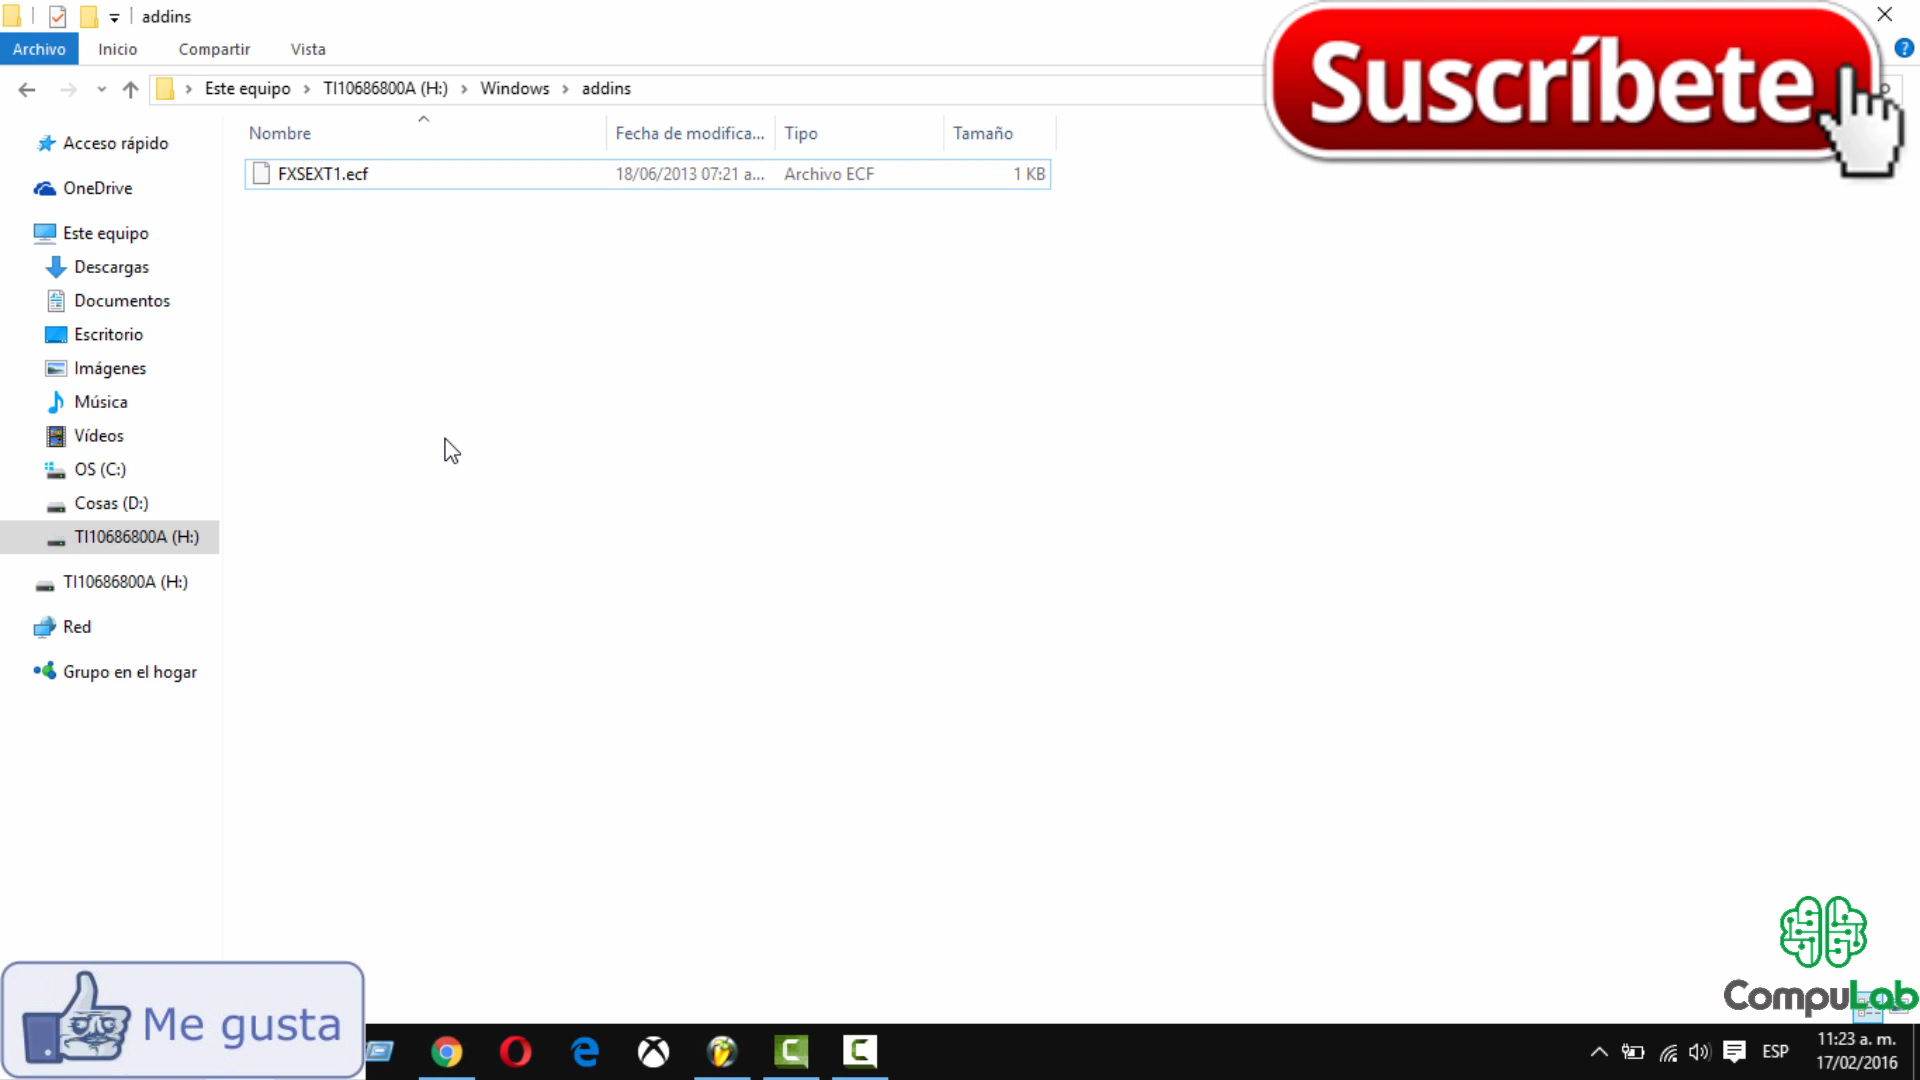 addins
Archivo Inicio Compartir Vista
Este equipo TI10686800A (H:) Windows addins
Suscríbete
Nombre Fecha de modifica... Tipo Tamaño
FXSEXT1.ecf 18/06/2013 07:21 a... Archivo ECF 1 KB
Acceso rápido
OneDrive
Este equipo
Descargas
Documentos
Escritorio
Imágenes
Música
Vídeos
OS (C:)
Cosas (D:)
TI10686800A (H:)
TI10686800A (H:)
Red
Grupo en el hogar
CompuLab
Me gusta
ESP
11:23 a. m.
17/02/2016